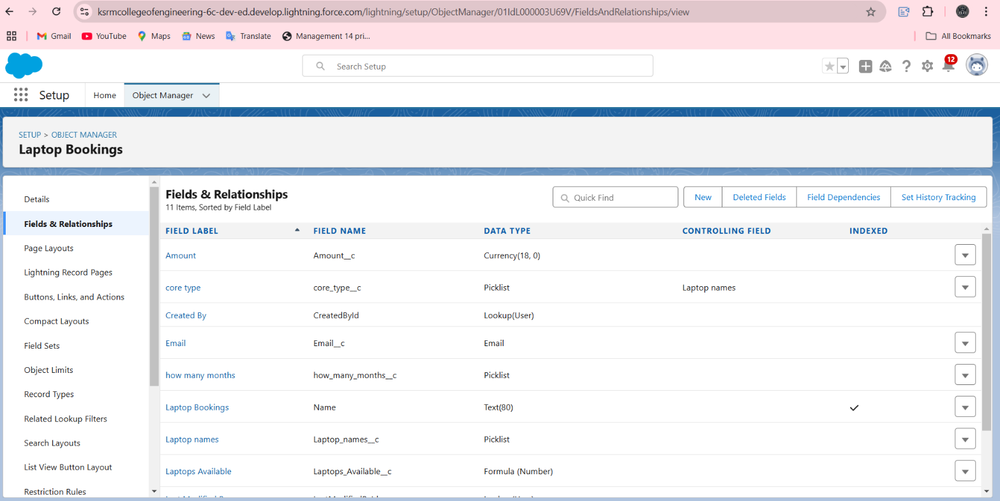 ksrmcollegeofengineering-6c-dev-ed.develop.lightning.force.com/lightning/setup/ObjectManager/01IdL000003U69V/FieldsAndRelationships/view
Gmail YouTube Maps News Translate Management 14 pri... All Bookmarks
Search Setup 12
Setup Home Object Manager
SETUP > OBJECT MANAGER
Laptop Bookings
Details
Fields & Relationships
Page Layouts
Lightning Record Pages
Buttons, Links, and Actions
Compact Layouts
Field Sets
Object Limits
Record Types
Related Lookup Filters
Search Layouts
List View Button Layout
Restriction Rules
Fields & Relationships
11 Items, Sorted by Field Label
Quick Find New Deleted Fields Field Dependencies Set History Tracking
FIELD LABEL FIELD NAME DATA TYPE CONTROLLING FIELD INDEXED
Amount Amount__c Currency(18, 0)
core type core_type__c Picklist Laptop names
Created By CreatedById Lookup(User)
Email Email__c Email
how many months how_many_months__c Picklist
Laptop Bookings Name Text(80)
Laptop names Laptop_names__c Picklist
Laptops Available Laptops_Available__c Formula (Number)